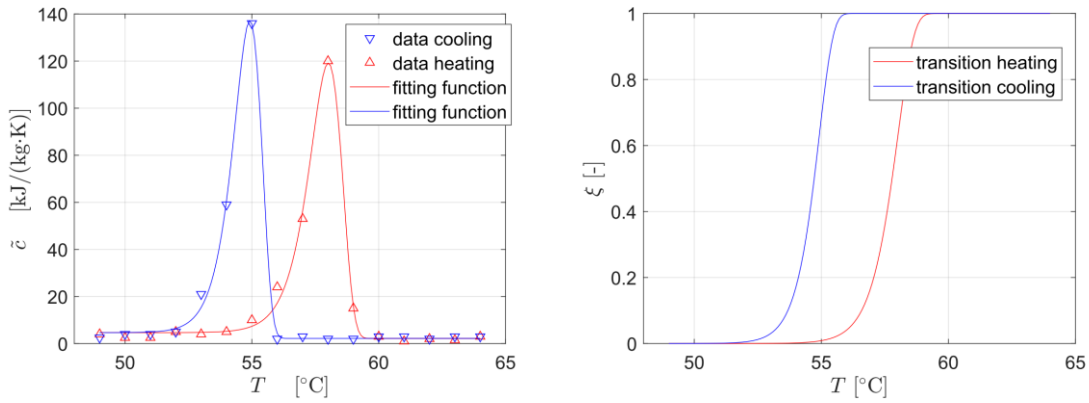 140
120
100
80
60
40
20
0
50
55
60
65
c̃ [kJ/(kg·K)]
T [°C]
data cooling
data heating
fitting function
fitting function
1
0.8
0.6
0.4
0.2
0
50
55
60
65
ξ [-]
T [°C]
transition heating
transition cooling